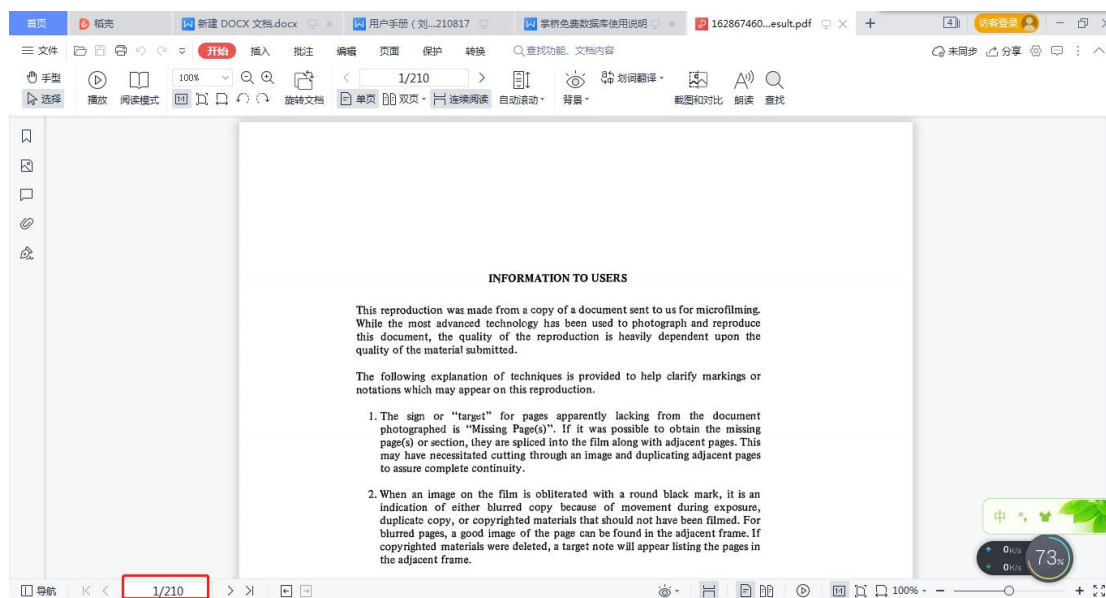 首页 稻壳 新建 DOCX 文档.docx 用户手册 ( 刘...210817 掌桥免费数据库使用说明 162867460...esult.pdf 4 访客登录
三 文件 开始 插入 批注 编辑 页面 保护 转换 查找功能、文档内容 未同步 分享
手型 100% 1/210 划词翻译
选择 播放 阅读模式 旋转文档 单页 双页 连续阅读 自动滚动 背景 截图和对比 朗读 查找
INFORMATION TO USERS
This reproduction was made from a copy of a document sent to us for microfilming.
While the most advanced technology has been used to photograph and reproduce
this document, the quality of the reproduction is heavily dependent upon the
quality of the material submitted.
The following explanation of techniques is provided to help clarify markings or
notations which may appear on this reproduction.
1. The sign or “target” for pages apparently lacking from the document
photographed is “Missing Page(s)”. If it was possible to obtain the missing
page(s) or section, they are spliced into the film along with adjacent pages. This
may have necessitated cutting through an image and duplicating adjacent pages
to assure complete continuity.
2. When an image on the film is obliterated with a round black mark, it is an
indication of either blurred copy because of movement during exposure,
duplicate copy, or copyrighted materials that should not have been filmed. For
blurred pages, a good image of the page can be found in the adjacent frame. If
copyrighted materials were deleted, a target note will appear listing the pages in
the adjacent frame.
中 °,
0K/s
0K/s
73%
导航 1/210 100%